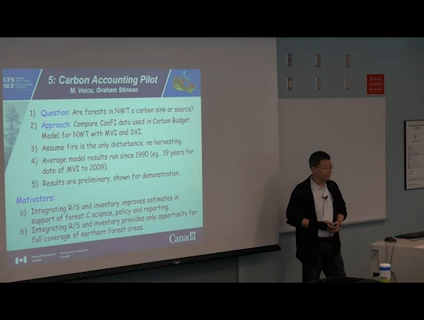 CFS
SCF
5: Carbon Accounting Pilot
M. Voicu, Graham Stinson
1) Question: Are forests in NWT a carbon sink or source?
2) Approach: Compare CanFI data used in Carbon Budget
Model for NWT with MVI and SVI.
3) Assume fire is the only disturbance, no harvesting.
4) Average model results run since 1990 (eg., 19 years for
date of MVI to 2009).
5) Results are preliminary, shown for demonstration.
Motivators:
a) Integrating R/S and inventory improves estimates in
support of forest C science, policy and reporting.
b) Integrating R/S and inventory provides only opportunity for
full coverage of northern forest areas.
Canada